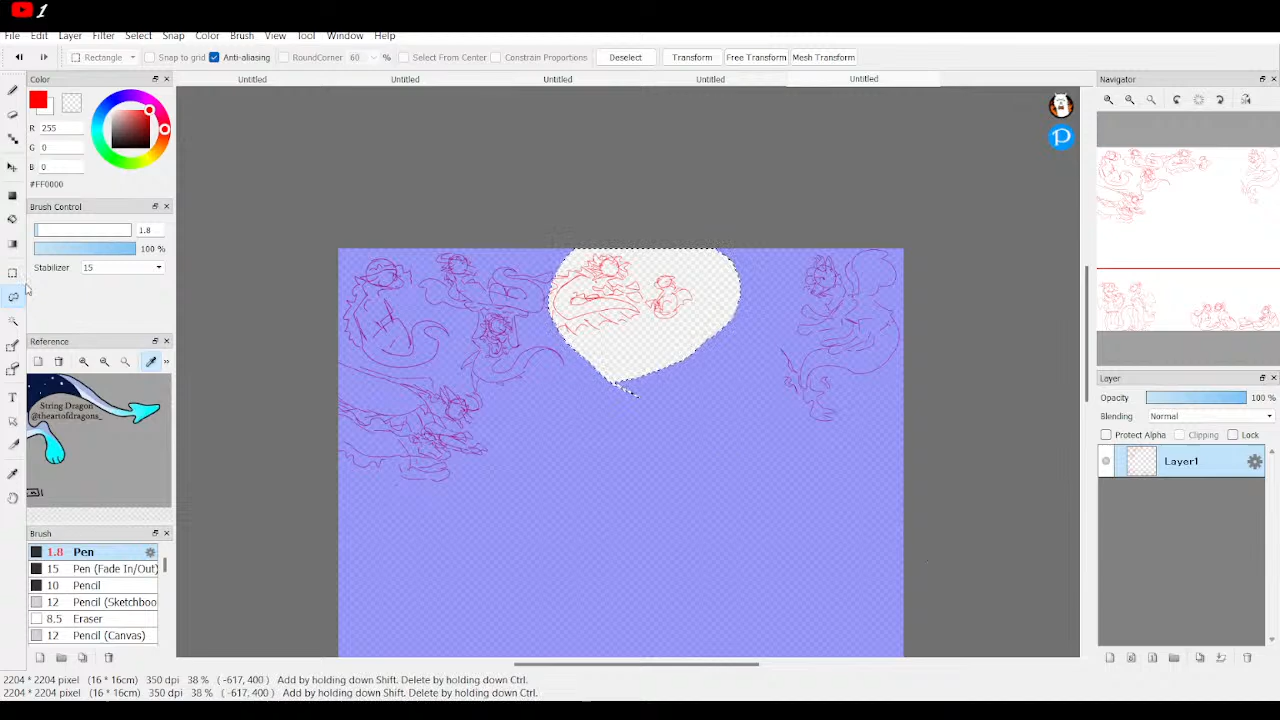 1
File Edit Layer Color Select Snap Color Brush View Tool Window Help
Rectangle Snap to grid Anti-aliasing RoundCorner 60 % Select From Center Constrain Proportions Deselect Transform Free Transform Mesh Transform
Color
Untitled Untitled Untitled Untitled Untitled
Navigator
R 255
G 0
B 0
#FF0000
Brush Control
1.8
100 %
Stabilizer 15
Reference
String Dragon
@theartofdragons_
Brush
1.8 Pen
15 Pen (Fade In/Out)
10 Pencil
12 Pencil (Sketchboo
8.5 Eraser
12 Pencil (Canvas)
Layer
Opacity 100 %
Blending Normal
Protect Alpha Clipping Lock
Layer1
2204 * 2204 pixel (16 * 16cm) 350 dpi 38 % ( -617, 400) Add by holding down Shift. Delete by holding down Ctrl.
2204 * 2204 pixel (16 * 16cm) 350 dpi 38 % ( -617, 400) Add by holding down Shift. Delete by holding down Ctrl.